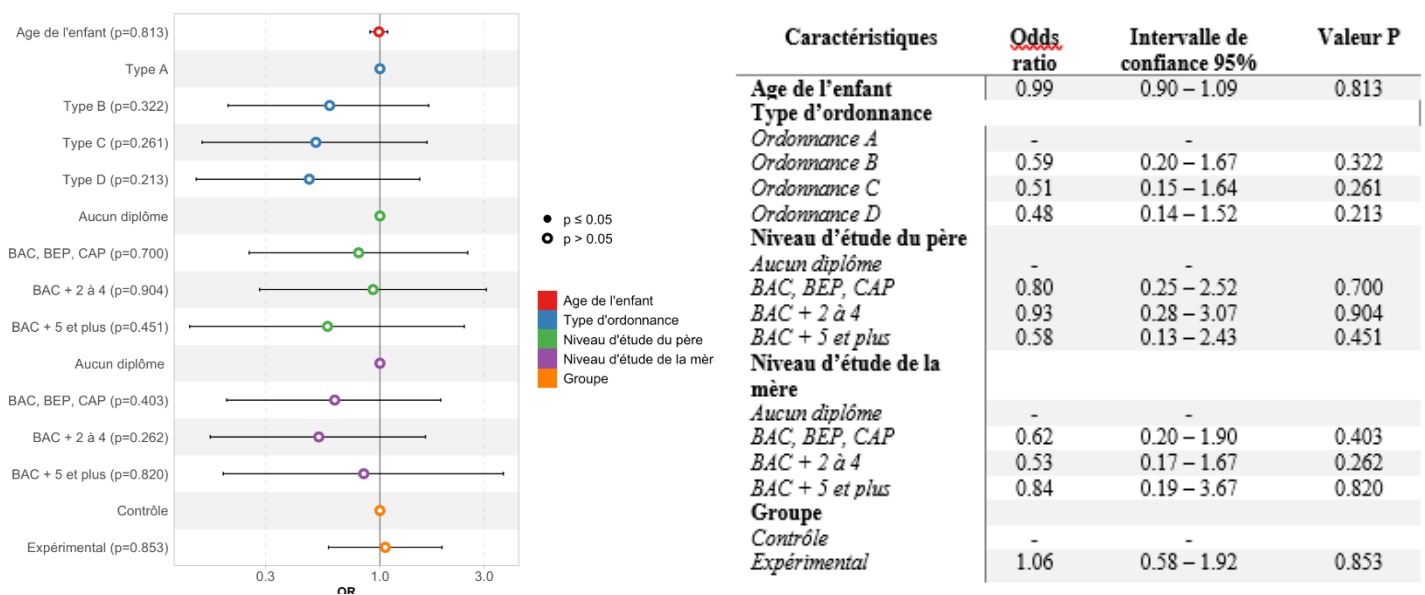 Age de l'enfant (p=0.813)
Type A
Type B (p=0.322)
Type C (p=0.261)
Type D (p=0.213)
Aucun diplôme
BAC, BEP, CAP (p=0.700)
BAC + 2 à 4 (p=0.904)
BAC + 5 et plus (p=0.451)
Aucun diplôme
BAC, BEP, CAP (p=0.403)
BAC + 2 à 4 (p=0.262)
BAC + 5 et plus (p=0.820)
Contrôle
Expérimental (p=0.853)
0.3 1.0 3.0
OR
p ≤ 0.05
p > 0.05
Age de l'enfant
Type d'ordonnance
Niveau d'étude du père
Niveau d'étude de la mèr
Groupe
Caractéristiques Odds Intervalle de Valeur P
ratio confiance 95%
Age de l'enfant 0.99 0.90 – 1.09 0.813
Type d'ordonnance
Ordonnance A - -
Ordonnance B 0.59 0.20 – 1.67 0.322
Ordonnance C 0.51 0.15 – 1.64 0.261
Ordonnance D 0.48 0.14 – 1.52 0.213
Niveau d'étude du père
Aucun diplôme - -
BAC, BEP, CAP 0.80 0.25 – 2.52 0.700
BAC + 2 à 4 0.93 0.28 – 3.07 0.904
BAC + 5 et plus 0.58 0.13 – 2.43 0.451
Niveau d'étude de la
mère
Aucun diplôme - -
BAC, BEP, CAP 0.62 0.20 – 1.90 0.403
BAC + 2 à 4 0.53 0.17 – 1.67 0.262
BAC + 5 et plus 0.84 0.19 – 3.67 0.820
Groupe
Contrôle - -
Expérimental 1.06 0.58 – 1.92 0.853